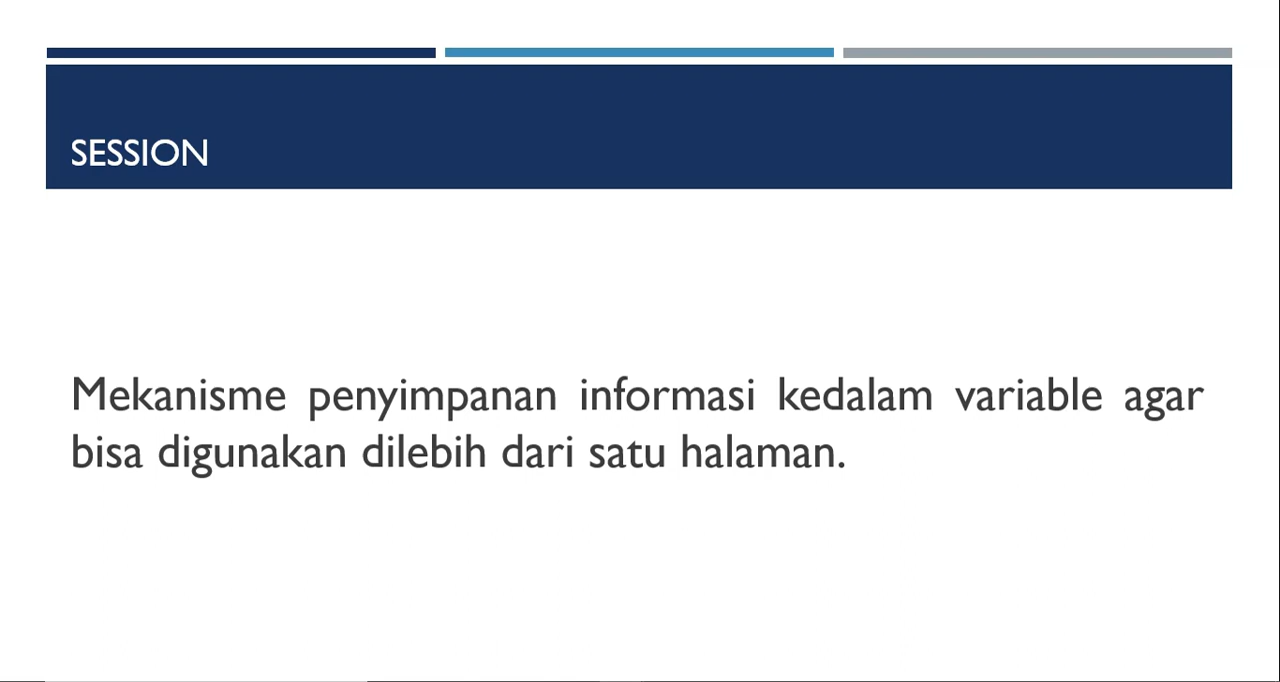 SESSION
Mekanisme penyimpanan informasi kedalam variable agar
bisa digunakan dilebih dari satu halaman.